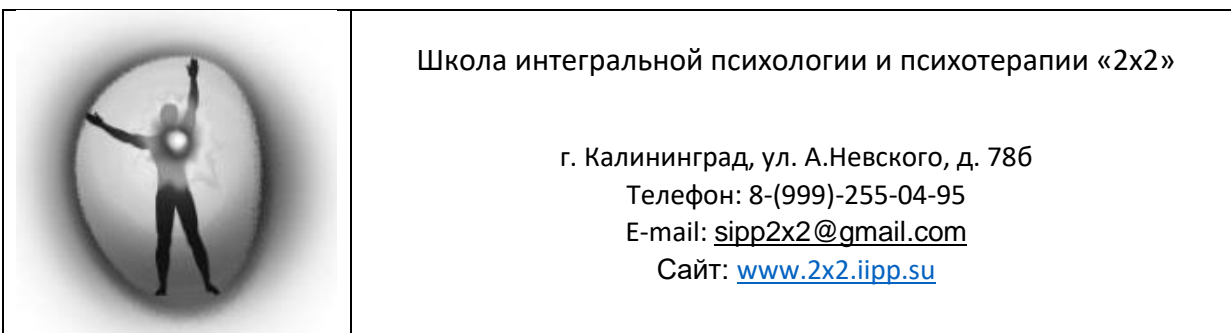 Школа интегральной психологии и психотерапии «2х2»
г. Калининград, ул. А.Невского, д. 78б
Телефон: 8-(999)-255-04-95
E-mail: sipp2x2@gmail.com
Сайт: www.2x2.iipp.su